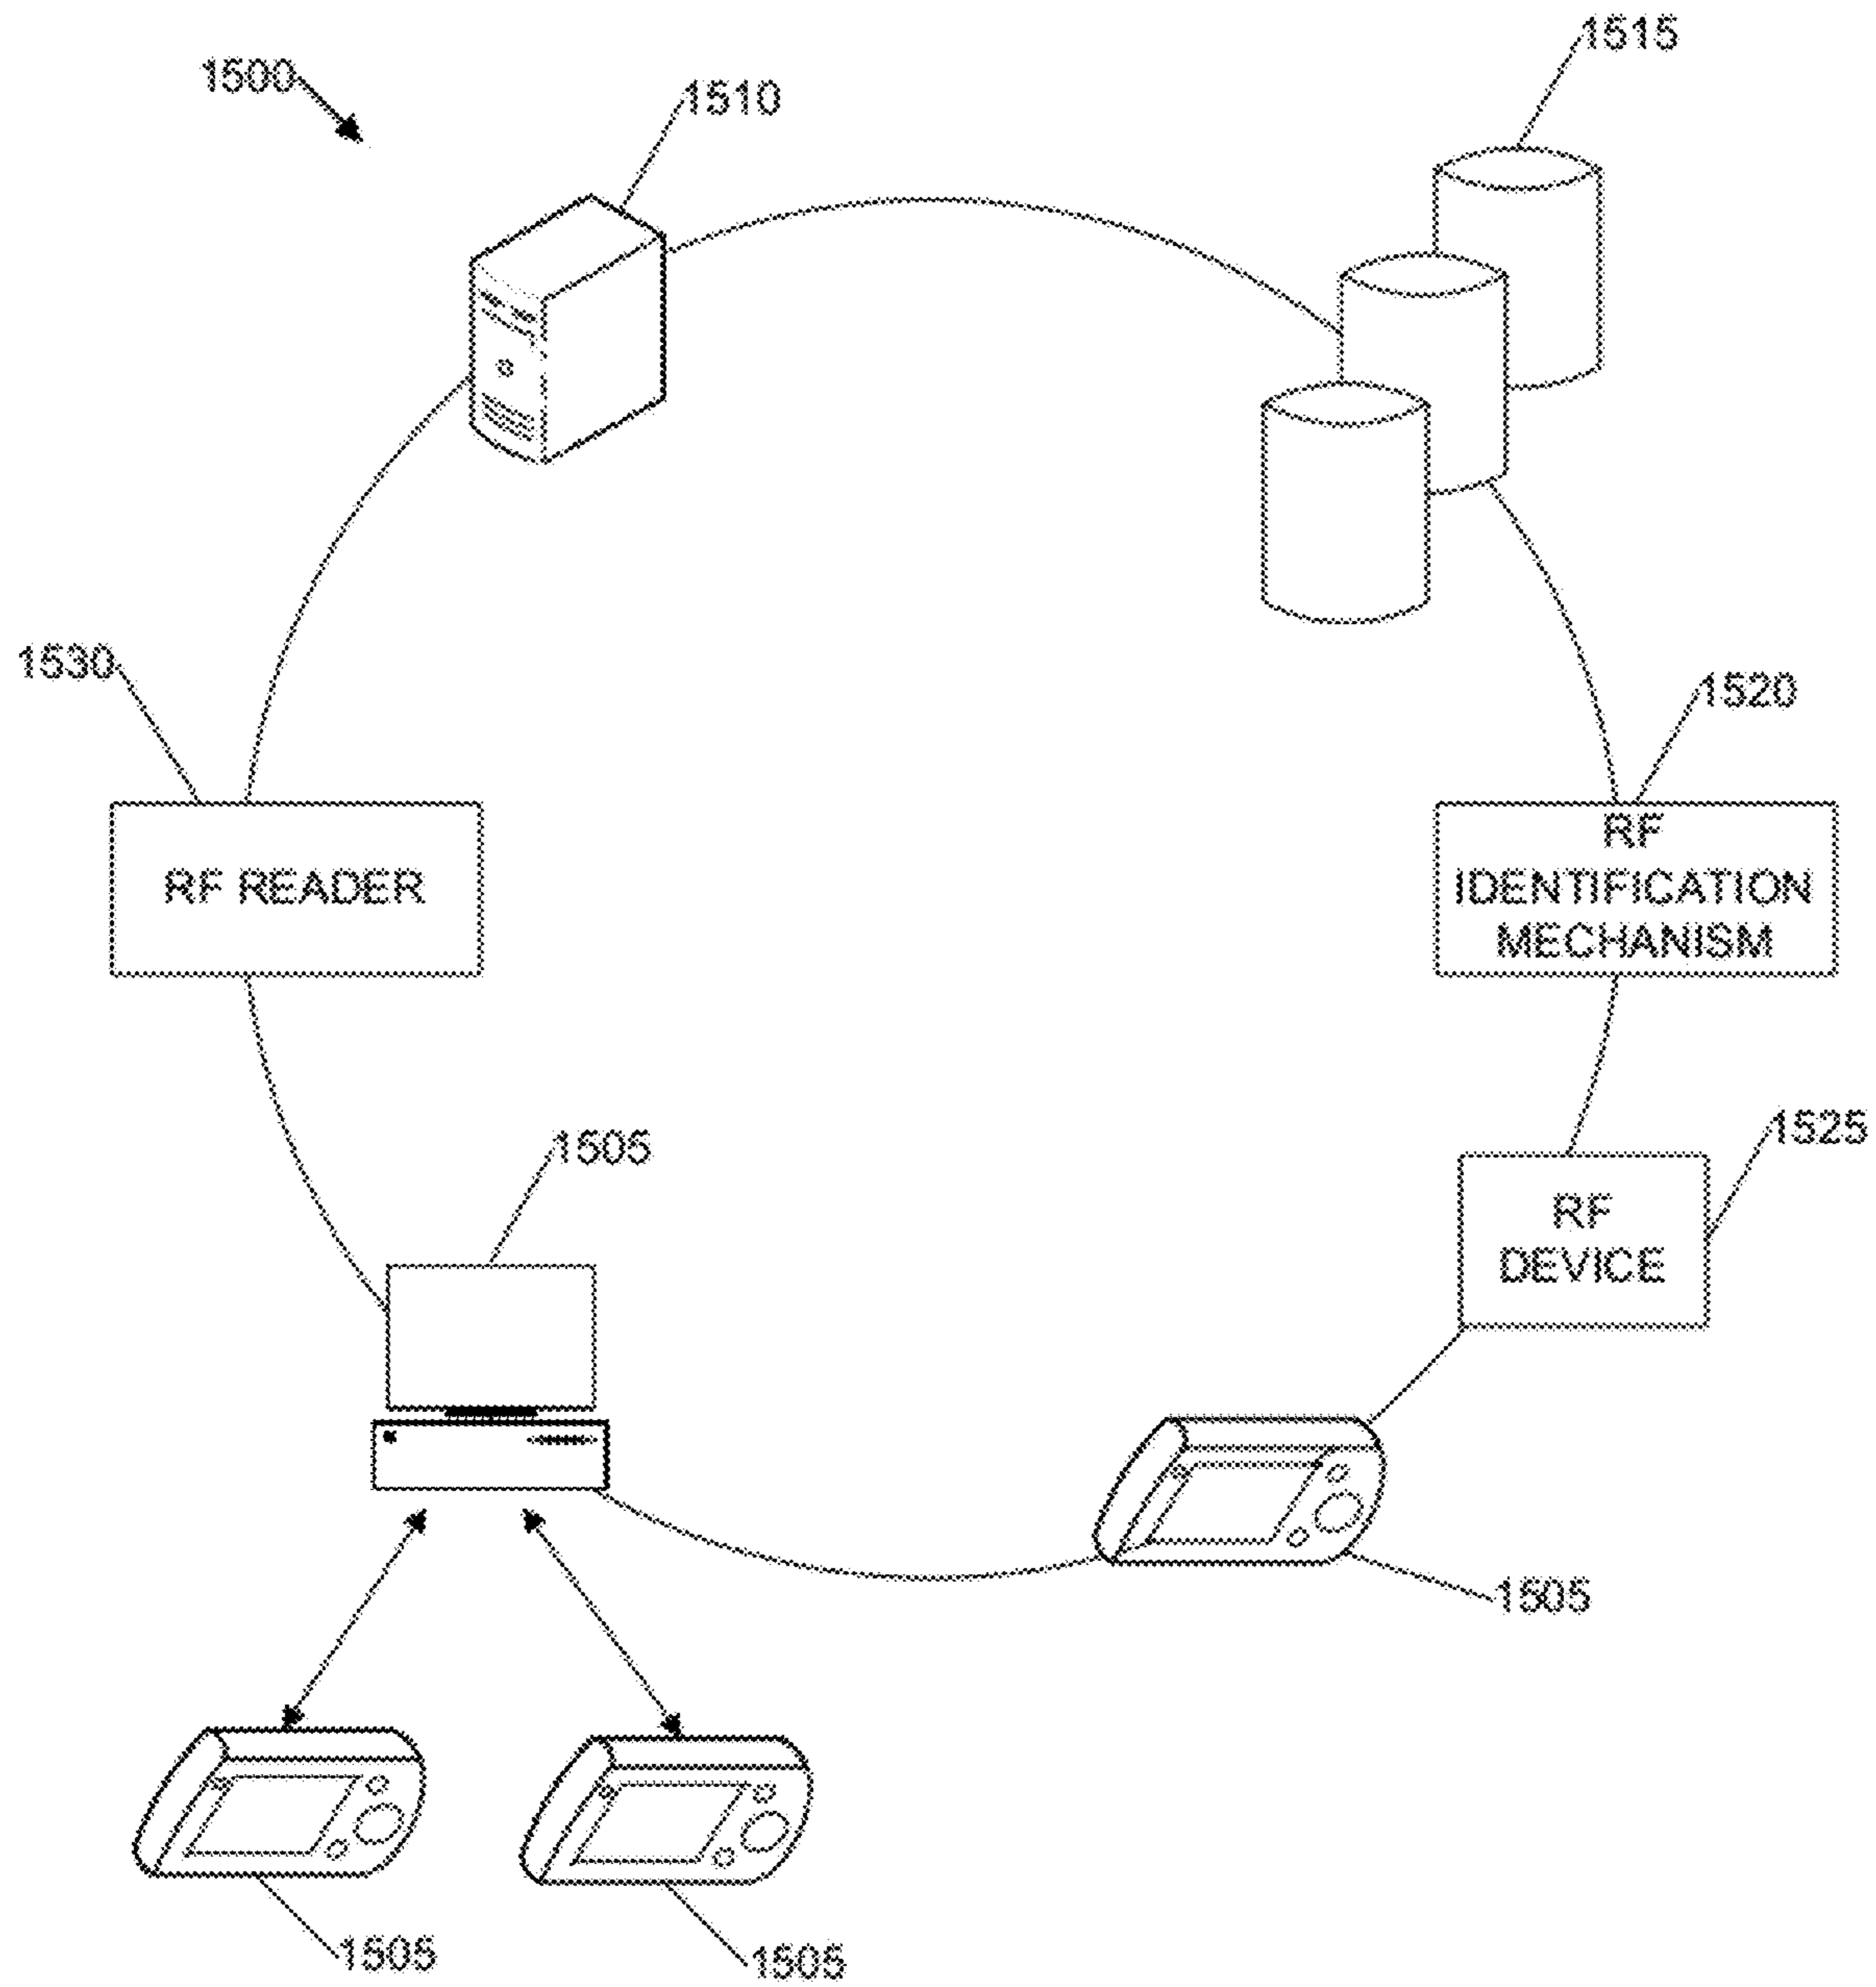 1515
1500
1510
1530
1520
RF READER
RF
IDENTIFICATION
MECHANISM
1525
1505
RF
DEVICE
1505
1505
1505